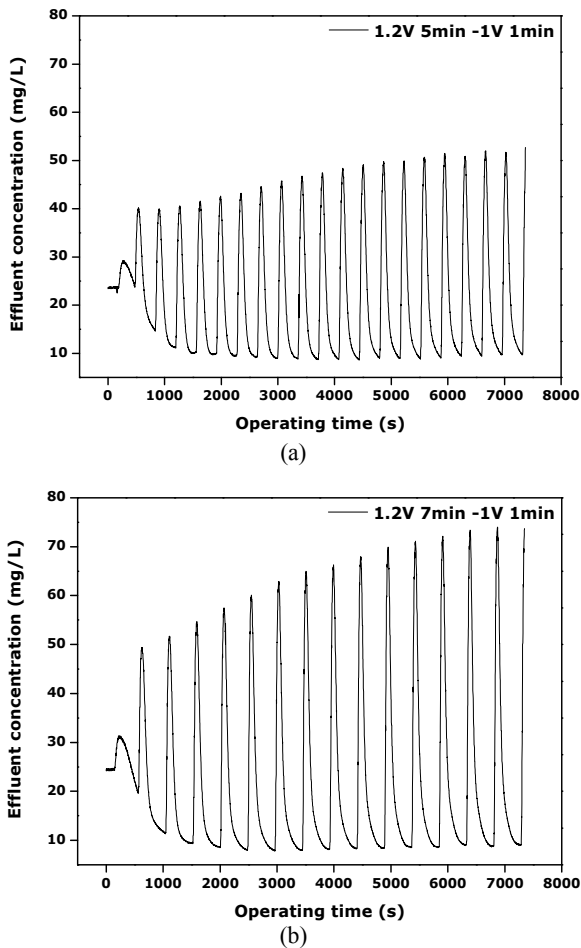 1.2V 5min -1V 1min
Effluent concentration (mg/L)
80
70
60
50
40
30
20
10
0 1000 2000 3000 4000 5000 6000 7000 8000
Operating time (s)
(a)
1.2V 7min -1V 1min
Effluent concentration (mg/L)
80
70
60
50
40
30
20
10
0 1000 2000 3000 4000 5000 6000 7000 8000
Operating time (s)
(b)